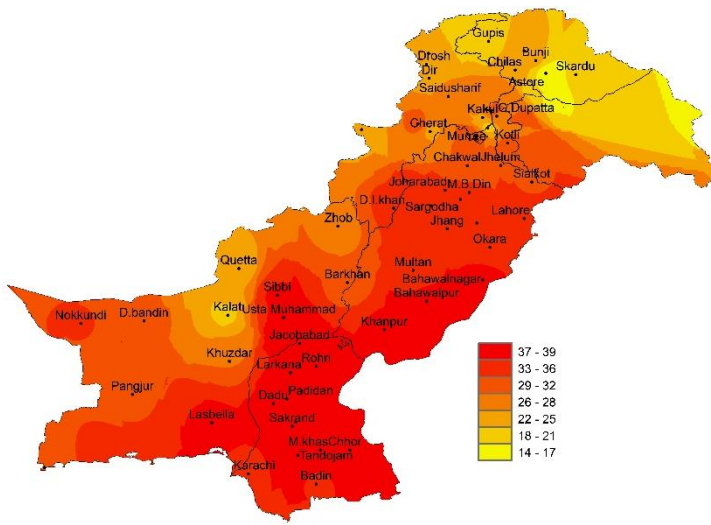 Gupis
Drosh
Bunji
Chilas
Skardu
Dir
Astore
Saidusharif
Kakul
G.Dupatta
Gherat
Murree
Kotli
Chakwal
Jhelum
Sialkot
Joharabad
M.B.Din
D.I.khan
Sargodha
Lahore
Zhob
Jhang
Okara
Quetta
Multan
Barkhan
Bahawalnagar
Sibbi
Bahawalpur
Kalat
Usta Muhammad
Nokkundi
D.bandin
Khanpur
Jacobabad
Khuzdar
Larkana
Rohri
Panjgur
Dadu
Padidan
Lasbella
Sakrand
M.khas
Chhor
Tandojam
Karachi
Badin
37 - 39
33 - 36
29 - 32
26 - 28
22 - 25
18 - 21
14 - 17